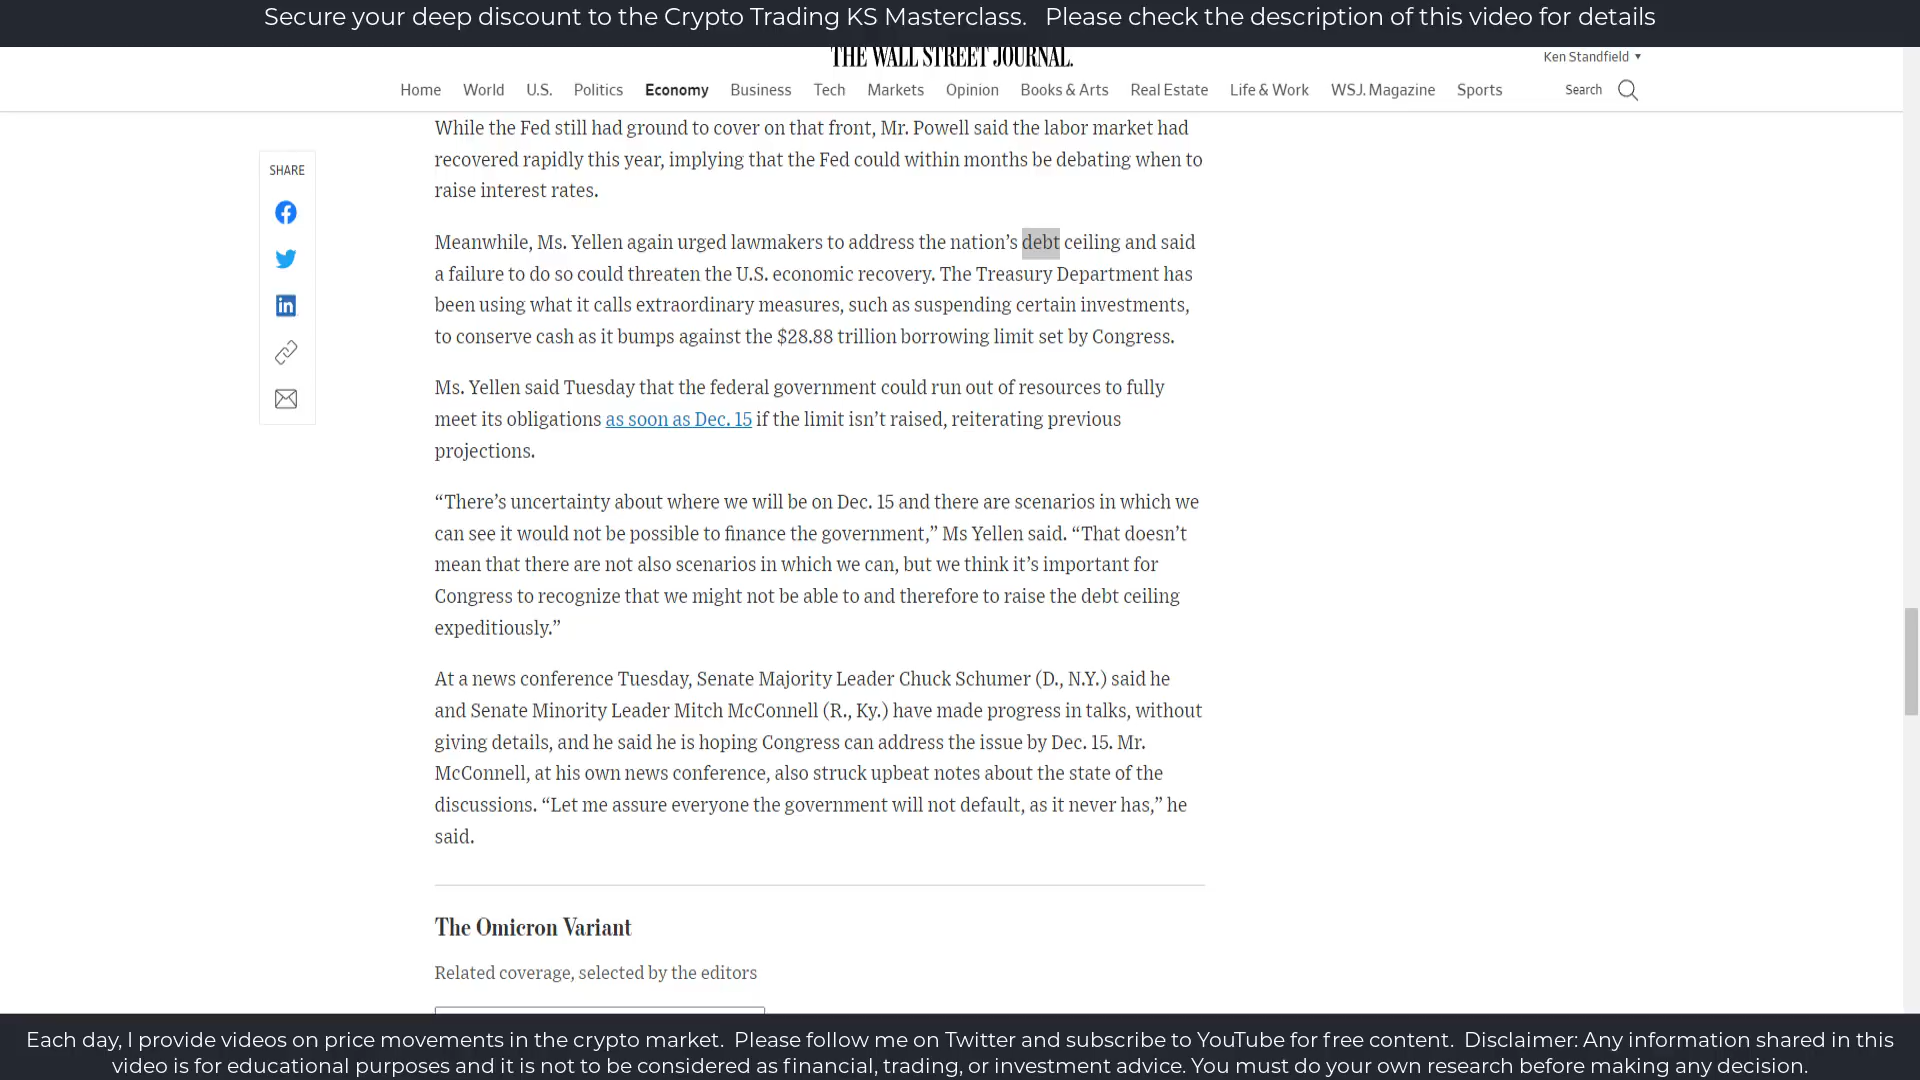 Secure your deep discount to the Crypto Trading KS Masterclass.   Please check the description of this video for details
THE WALL STREET JOURNAL.
Ken Standfield ▼
Home World U.S. Politics Economy Business Tech Markets Opinion Books & Arts Real Estate Life & Work WSJ. Magazine Sports Search
While the Fed still had ground to cover on that front, Mr. Powell said the labor market had
recovered rapidly this year, implying that the Fed could within months be debating when to
raise interest rates.
SHARE
Meanwhile, Ms. Yellen again urged lawmakers to address the nation’s debt ceiling and said
a failure to do so could threaten the U.S. economic recovery. The Treasury Department has
been using what it calls extraordinary measures, such as suspending certain investments,
to conserve cash as it bumps against the $28.88 trillion borrowing limit set by Congress.
Ms. Yellen said Tuesday that the federal government could run out of resources to fully
meet its obligations as soon as Dec. 15 if the limit isn’t raised, reiterating previous
projections.
“There’s uncertainty about where we will be on Dec. 15 and there are scenarios in which we
can see it would not be possible to finance the government,” Ms Yellen said. “That doesn’t
mean that there are not also scenarios in which we can, but we think it’s important for
Congress to recognize that we might not be able to and therefore to raise the debt ceiling
expeditiously.”
At a news conference Tuesday, Senate Majority Leader Chuck Schumer (D., N.Y.) said he
and Senate Minority Leader Mitch McConnell (R., Ky.) have made progress in talks, without
giving details, and he said he is hoping Congress can address the issue by Dec. 15. Mr.
McConnell, at his own news conference, also struck upbeat notes about the state of the
discussions. “Let me assure everyone the government will not default, as it never has,” he
said.
The Omicron Variant
Related coverage, selected by the editors
Each day, I provide videos on price movements in the crypto market.  Please follow me on Twitter and subscribe to YouTube for free content.  Disclaimer: Any information shared in this
video is for educational purposes and it is not to be considered as financial, trading, or investment advice. You must do your own research before making any decision.